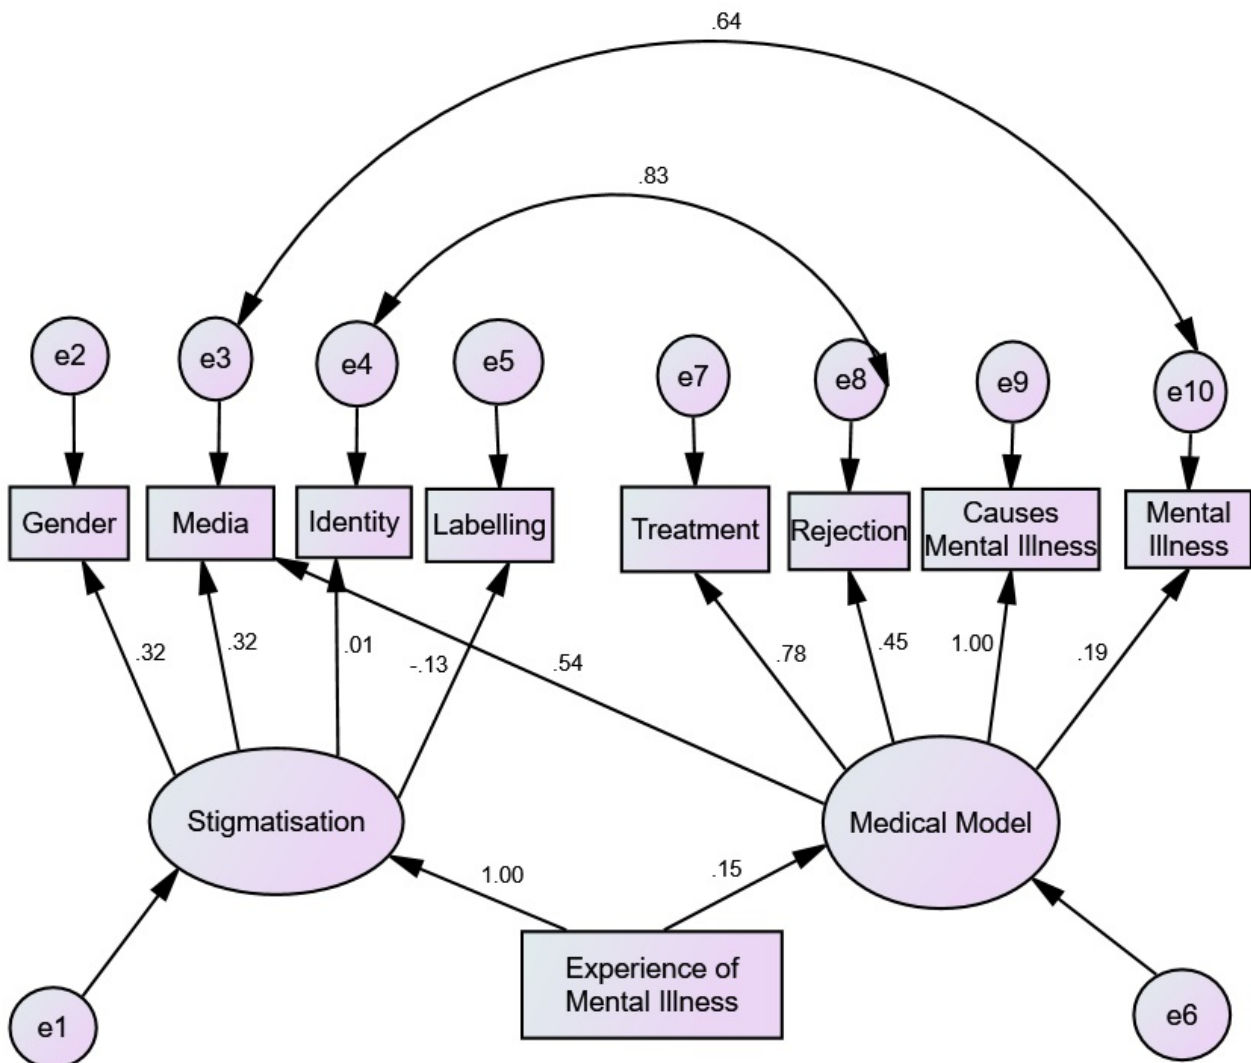 .64
.83
e2
e3
e4
e5
e7
e8
e9
e10
Gender
Media
Identity
Labelling
Treatment
Rejection
Causes
Mental Illness
Mental
Illness
.32
.32
.01
-.13
.54
.78
.45
1.00
.19
Stigmatisation
Medical Model
1.00
.15
Experience of
Mental Illness
e1
e6